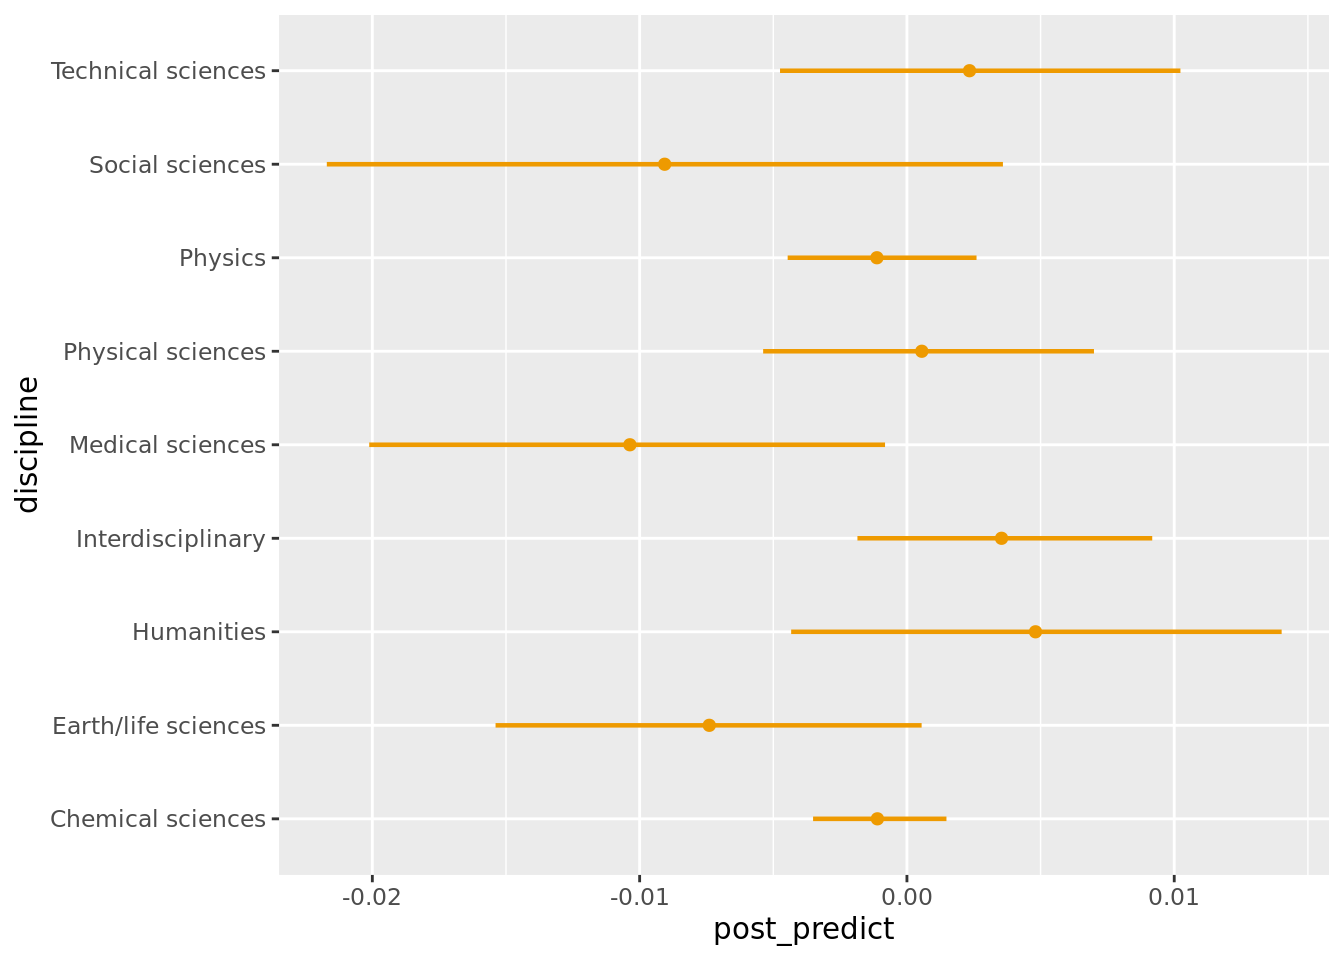 Technical sciences
Social sciences
Physics
Physical sciences
Medical sciences
Interdisciplinary
Humanities
Earth/life sciences
Chemical sciences
discipline
-0.02 -0.01 0.00 0.01
post_predict